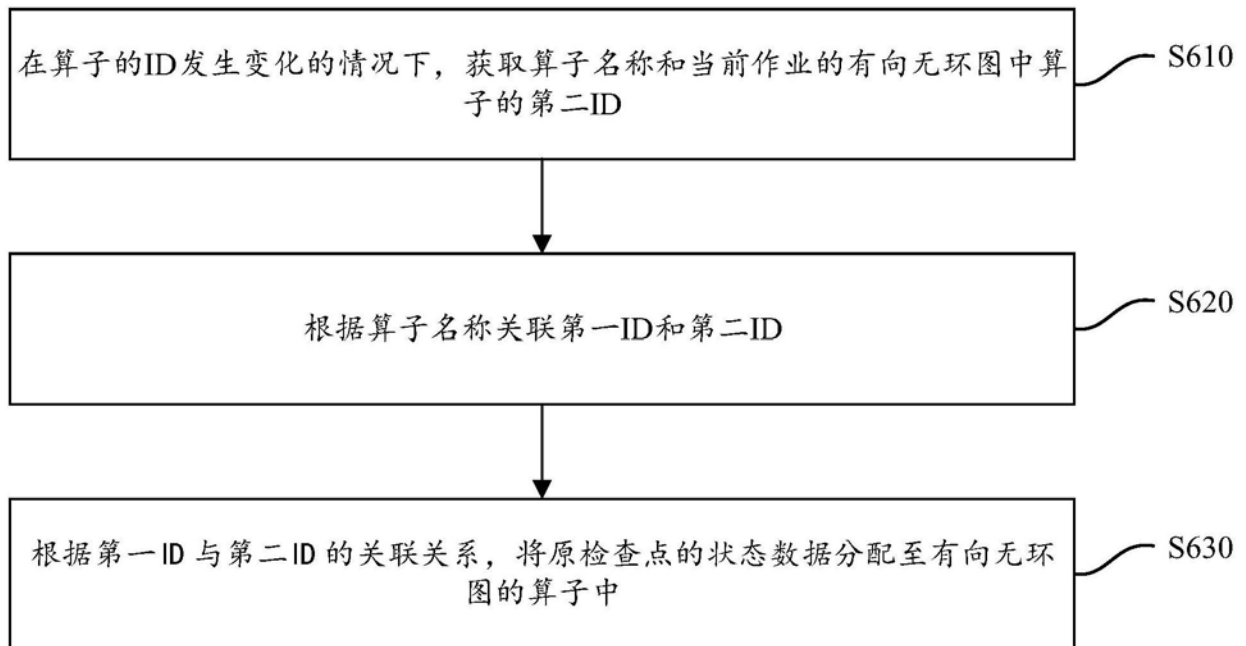 在算子的ID发生变化的情况下，获取算子名称和当前作业的有向无环图中算
子的第二ID
S610
根据算子名称关联第一ID和第二ID
S620
根据第一ID与第二ID的关联关系，将原检查点的状态数据分配至有向无环
图的算子中
S630